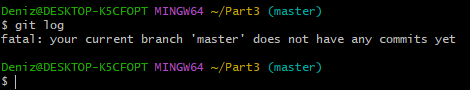 Deniz@DESKTOP-K5CFOPT MINGW64 ~/Part3 (master)
$ git log
fatal: your current branch 'master' does not have any commits yet
Deniz@DESKTOP-K5CFOPT MINGW64 ~/Part3 (master)
$